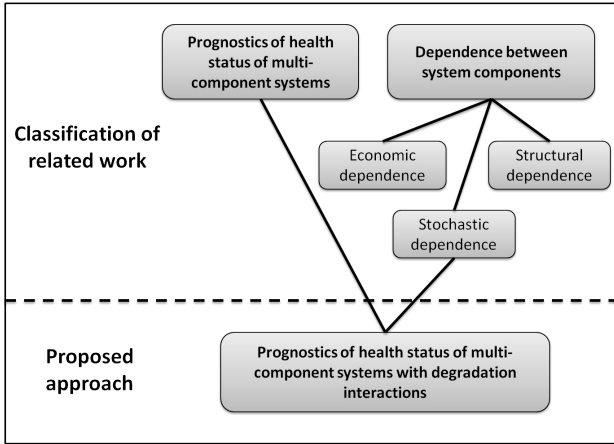 Prognostics of health
status of multi-
component systems
Dependence between
system components
Classification of
related work
Economic
dependence
Structural
dependence
Stochastic
dependence
Proposed
approach
Prognostics of health status of multi-
component systems with degradation
interactions